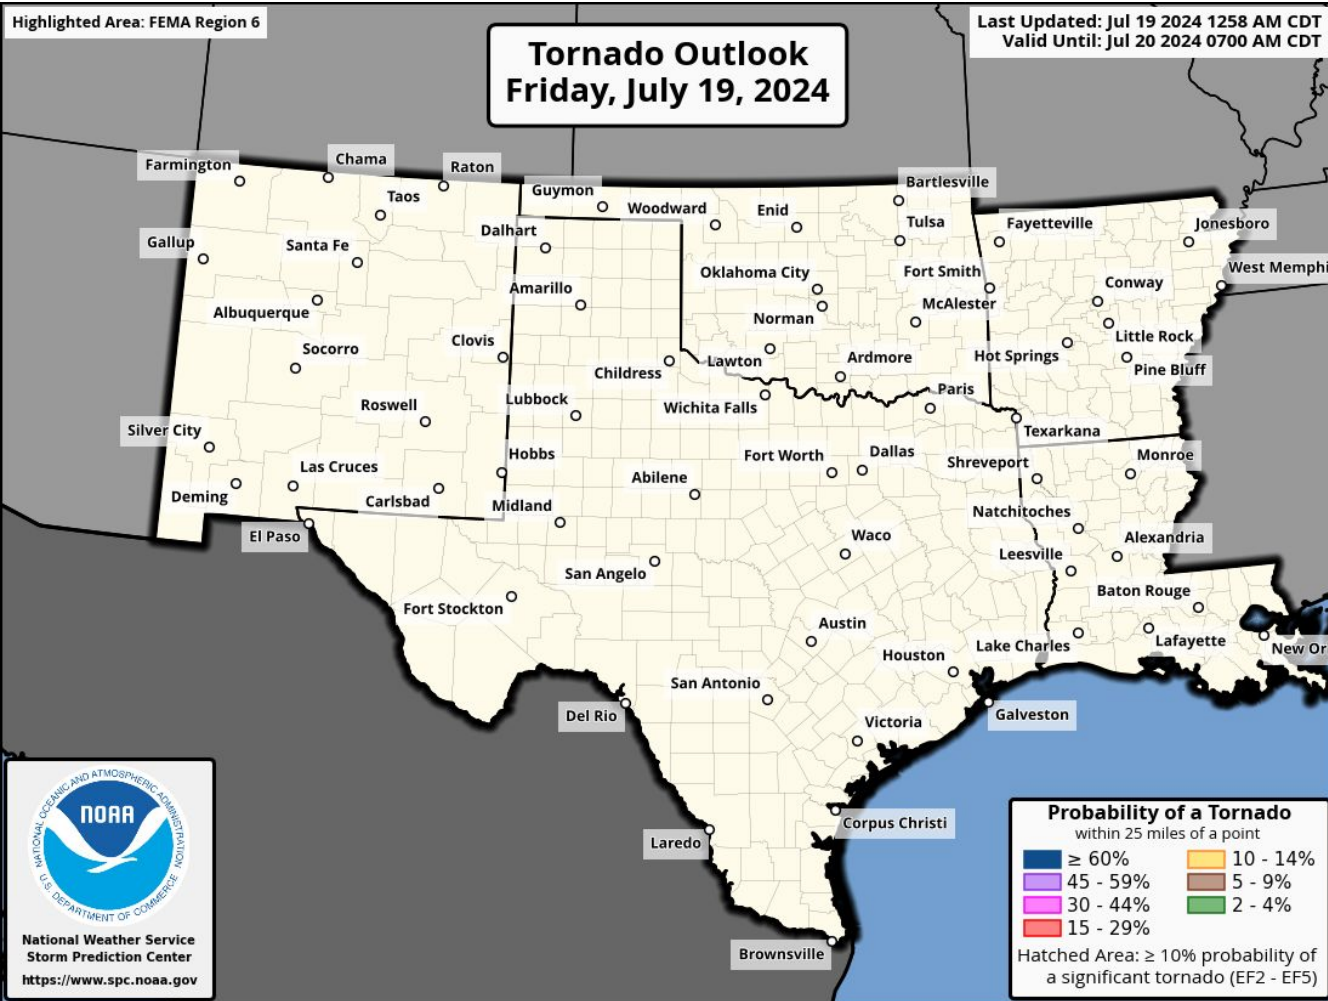 Highlighted Area: FEMA Region 6
Last Updated: Jul 19 2024 1258 AM CDT
Valid Until: Jul 20 2024 0700 AM CDT
Tornado Outlook
Friday, July 19, 2024
Farmington
Chama
Raton
Taos
Guymon
Woodward
Enid
Bartlesville
Tulsa
Fayetteville
Jonesboro
Gallup
Santa Fe
Dalhart
Oklahoma City
Fort Smith
West Memphi
Albuquerque
Amarillo
Norman
McAlester
Conway
Socorro
Clovis
Childress
Lawton
Ardmore
Hot Springs
Little Rock
Pine Bluff
Roswell
Lubbock
Wichita Falls
Paris
Texarkana
Silver City
Las Cruces
Hobbs
Abilene
Fort Worth
Dallas
Shreveport
Monroe
Deming
Carlsbad
Midland
Natchitoches
El Paso
San Angelo
Waco
Leesville
Alexandria
Fort Stockton
Austin
Baton Rouge
Houston
Lake Charles
Lafayette
New Or
San Antonio
Del Rio
Victoria
Galveston
Laredo
Corpus Christi
Brownsville
NATIONAL OCEANIC AND ATMOSPHERIC ADMINISTRATION
NOAA
U.S. DEPARTMENT OF COMMERCE
National Weather Service
Storm Prediction Center
https://www.spc.noaa.gov
Probability of a Tornado
within 25 miles of a point
≥ 60%
45 - 59%
30 - 44%
15 - 29%
10 - 14%
5 - 9%
2 - 4%
Hatched Area: ≥ 10% probability of
a significant tornado (EF2 - EF5)